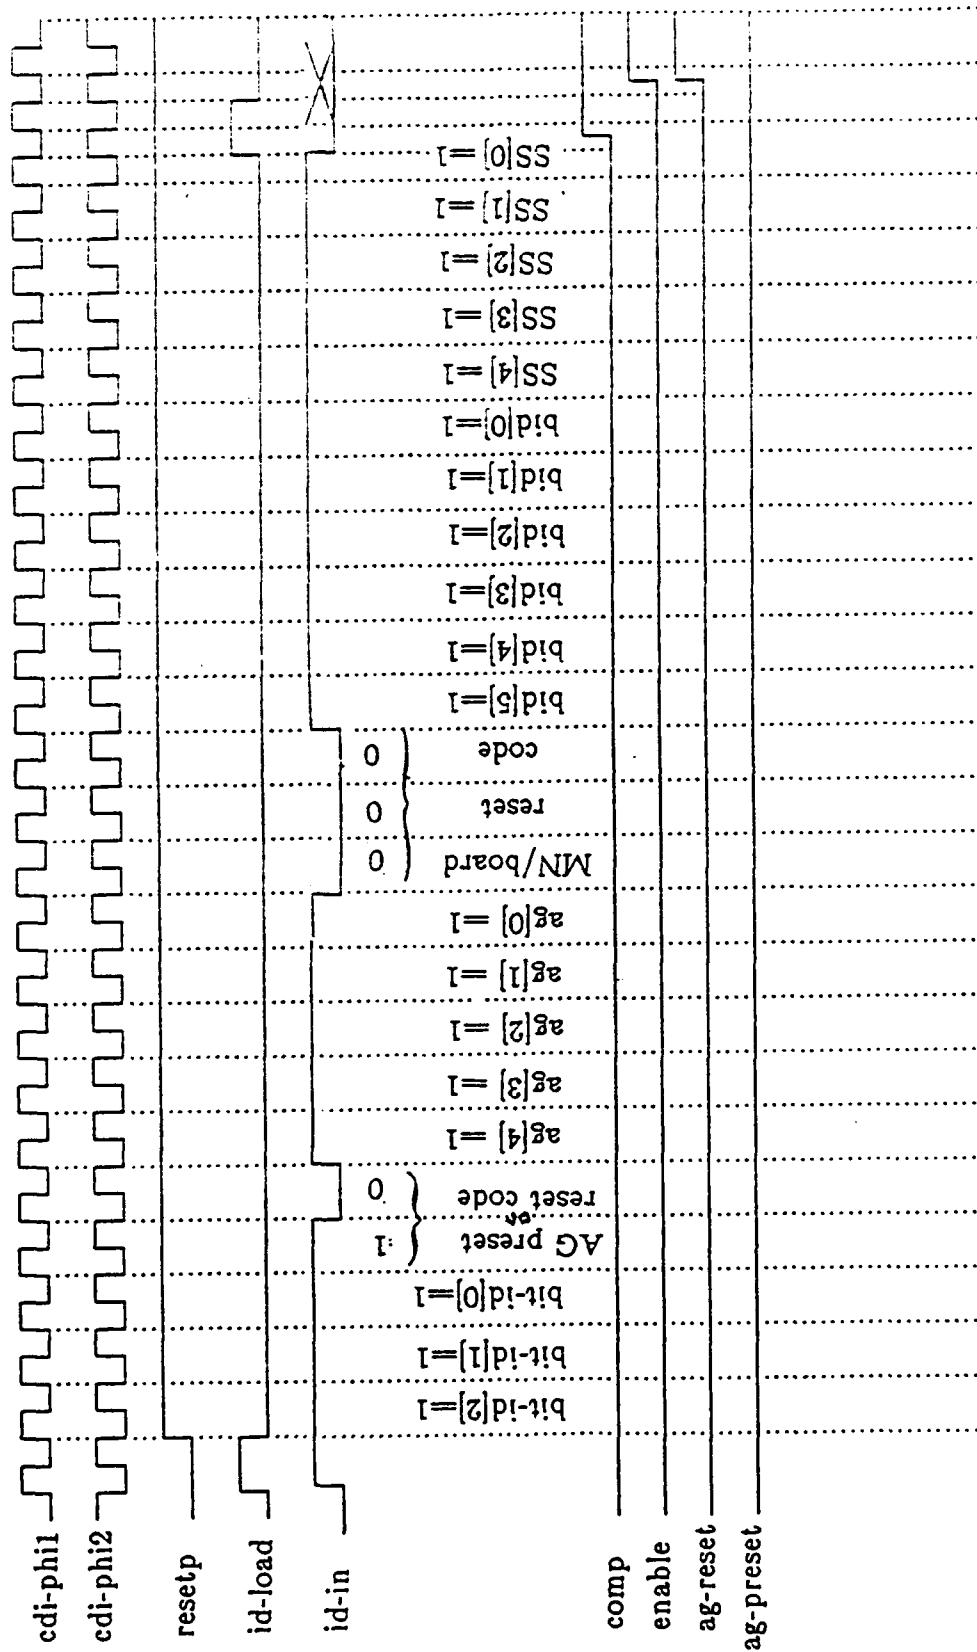 cdi-phi1
cdi-phi2
resetp
id-load
id-in
comp
enable
ag-reset
ag-preset
bit-id[2]=1
bit-id[1]=1
bit-id[0]=1
AG preset
or
reset code
1
0
ag[4] =1
ag[3] =1
ag[2] =1
ag[1] =1
ag[0] =1
MN/board
reset
code
0
0
0
bid[5]=1
bid[4]=1
bid[3]=1
bid[2]=1
bid[1]=1
bid[0]=1
SS[4] =1
SS[3] =1
SS[2] =1
SS[1] =1
SS[0] =1